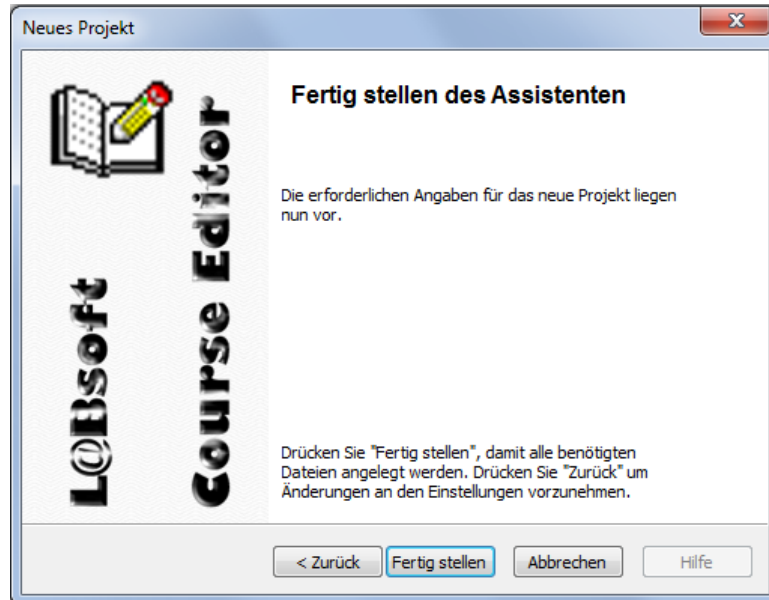 Neues Projekt
L@Bsoft
Course Editor
Fertig stellen des Assistenten
Die erforderlichen Angaben für das neue Projekt liegen
nun vor.
Drücken Sie "Fertig stellen", damit alle benötigten
Dateien angelegt werden. Drücken Sie "Zurück" um
Änderungen an den Einstellungen vorzunehmen.
< Zurück Fertig stellen Abbrechen Hilfe